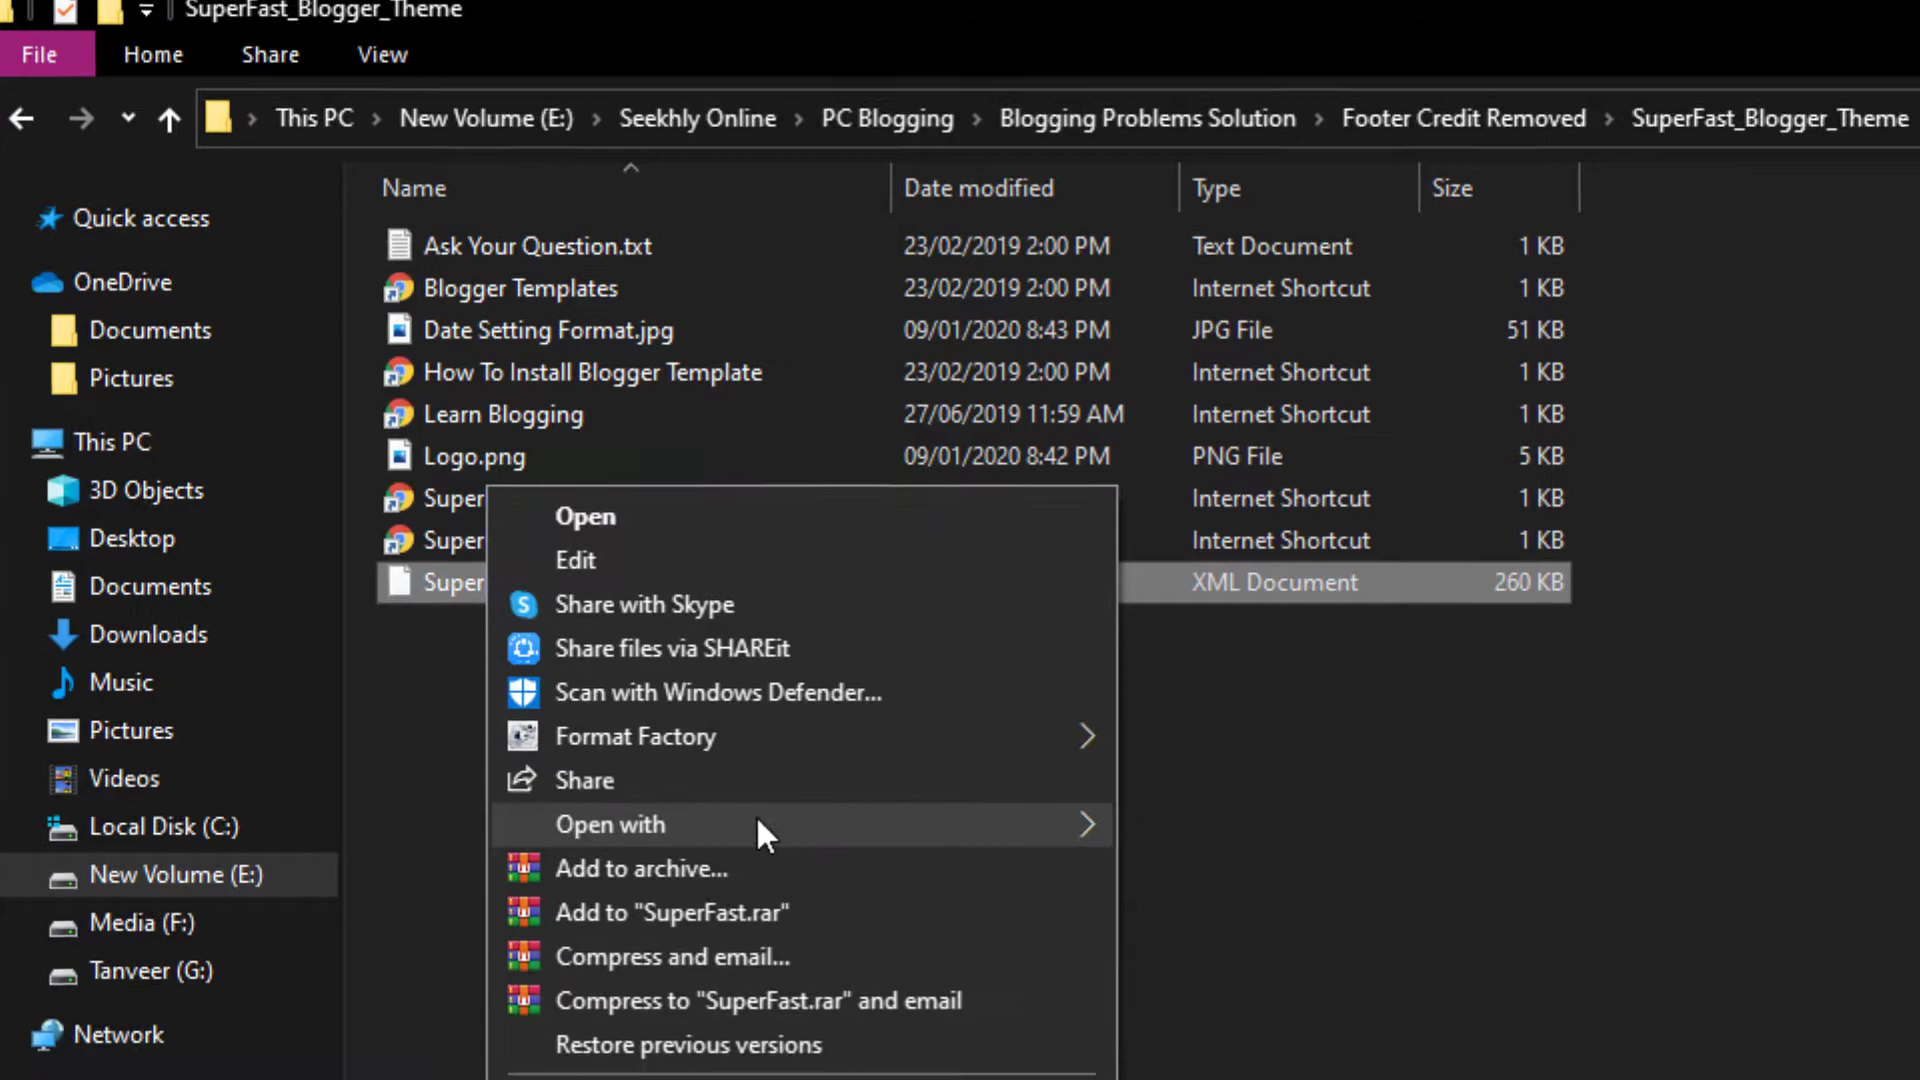 SuperFast_Blogger_Theme
File Home Share View
This PC New Volume (E:) Seekhly Online PC Blogging Blogging Problems Solution Footer Credit Removed SuperFast_Blogger_Theme
Name Date modified Type Size
Quick access
OneDrive
Documents
Pictures
This PC
3D Objects
Desktop
Documents
Downloads
Music
Pictures
Videos
Local Disk (C:)
New Volume (E:)
Media (F:)
Tanveer (G:)
Network
Ask Your Question.txt 23/02/2019 2:00 PM Text Document 1 KB
Blogger Templates 23/02/2019 2:00 PM Internet Shortcut 1 KB
Date Setting Format.jpg 09/01/2020 8:43 PM JPG File 51 KB
How To Install Blogger Template 23/02/2019 2:00 PM Internet Shortcut 1 KB
Learn Blogging 27/06/2019 11:59 AM Internet Shortcut 1 KB
Logo.png 09/01/2020 8:42 PM PNG File 5 KB
Super Internet Shortcut 1 KB
Super Internet Shortcut 1 KB
Super XML Document 260 KB
Open
Edit
Share with Skype
Share files via SHAREit
Scan with Windows Defender...
Format Factory
Share
Open with
Add to archive...
Add to "SuperFast.rar"
Compress and email...
Compress to "SuperFast.rar" and email
Restore previous versions